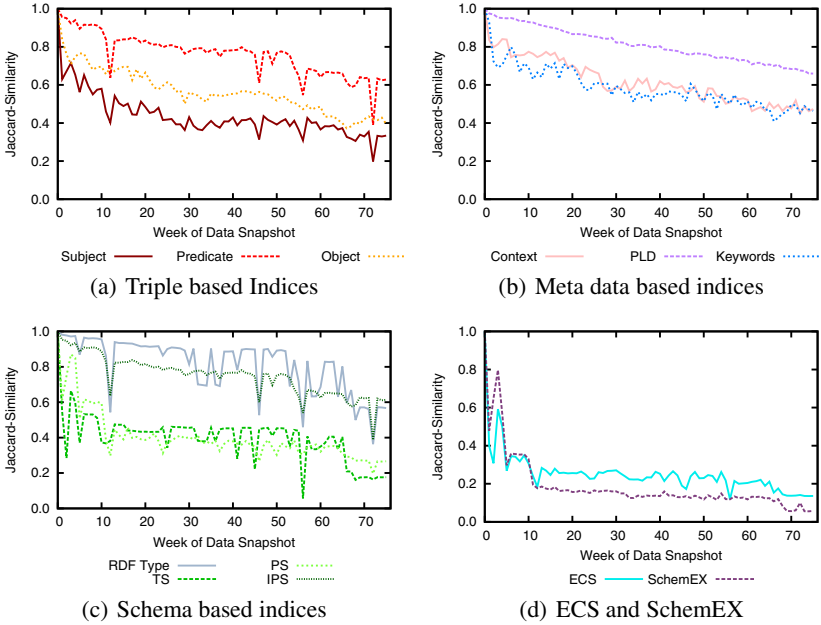 Jaccard-Similarity
1.0
0.8
0.6
0.4
0.2
0.0
0 10 20 30 40 50 60 70
Week of Data Snapshot
Subject Predicate Object
(a) Triple based Indices
Jaccard-Similarity
1.0
0.8
0.6
0.4
0.2
0.0
0 10 20 30 40 50 60 70
Week of Data Snapshot
Context PLD Keywords
(b) Meta data based indices
Jaccard-Similarity
1.0
0.8
0.6
0.4
0.2
0.0
0 10 20 30 40 50 60 70
Week of Data Snapshot
RDF Type PS
TS IPS
(c) Schema based indices
Jaccard-Similarity
1.0
0.8
0.6
0.4
0.2
0.0
0 10 20 30 40 50 60 70
Week of Data Snapshot
ECS SchemEX
(d) ECS and SchemEX